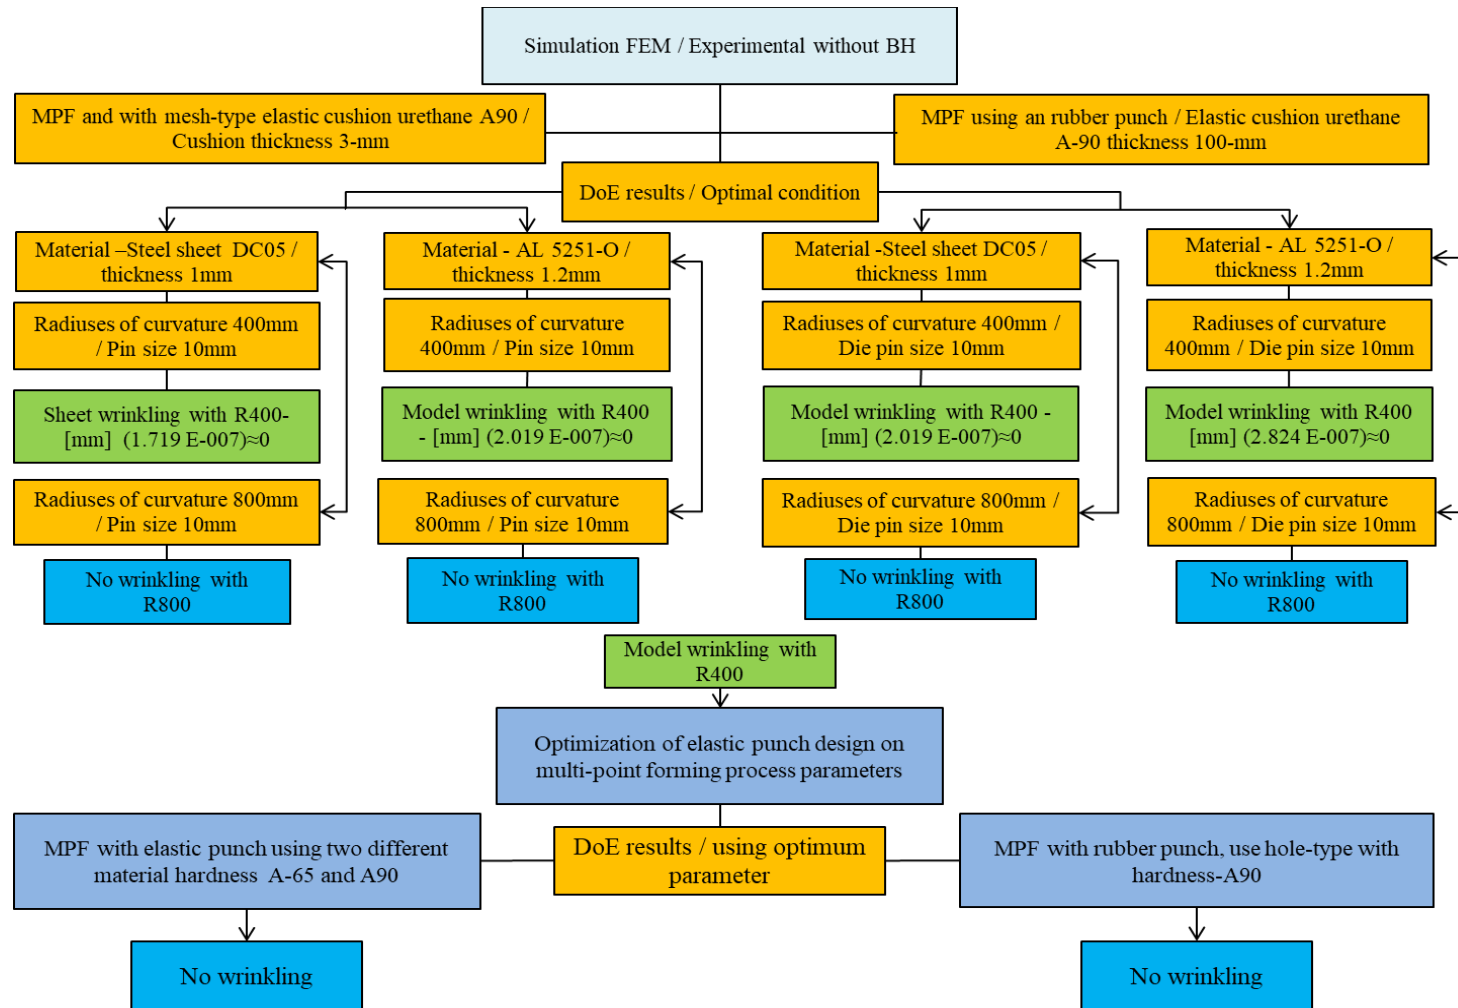 Simulation FEM / Experimental without BH
MPF and with mesh-type elastic cushion urethane A90 /
Cushion thickness 3-mm
MPF using an rubber punch / Elastic cushion urethane
A-90 thickness 100-mm
DoE results / Optimal condition
Material –Steel sheet DC05 /
thickness 1mm
Material - AL 5251-O /
thickness 1.2mm
Material -Steel sheet DC05 /
thickness 1mm
Material - AL 5251-O /
thickness 1.2mm
Radiuses of curvature 400mm
/ Pin size 10mm
Radiuses of curvature
400mm / Pin size 10mm
Radiuses of curvature 400mm /
Die pin size 10mm
Radiuses of curvature
400mm / Die pin size 10mm
Sheet wrinkling with R400-
[mm] (1.719 E-007)≈0
Model wrinkling with R400
- [mm] (2.019 E-007)≈0
Model wrinkling with R400 -
[mm] (2.019 E-007)≈0
Model wrinkling with R400
[mm] (2.824 E-007)≈0
Radiuses of curvature 800mm
/ Pin size 10mm
Radiuses of curvature
800mm / Pin size 10mm
Radiuses of curvature 800mm /
Die pin size 10mm
Radiuses of curvature
800mm / Die pin size 10mm
No wrinkling with
R800
No wrinkling with
R800
No wrinkling with
R800
No wrinkling with
R800
Model wrinkling with
R400
Optimization of elastic punch design on
multi-point forming process parameters
MPF with elastic punch using two different
material hardness A-65 and A90
DoE results / using optimum
parameter
MPF with rubber punch, use hole-type with
hardness-A90
No wrinkling
No wrinkling